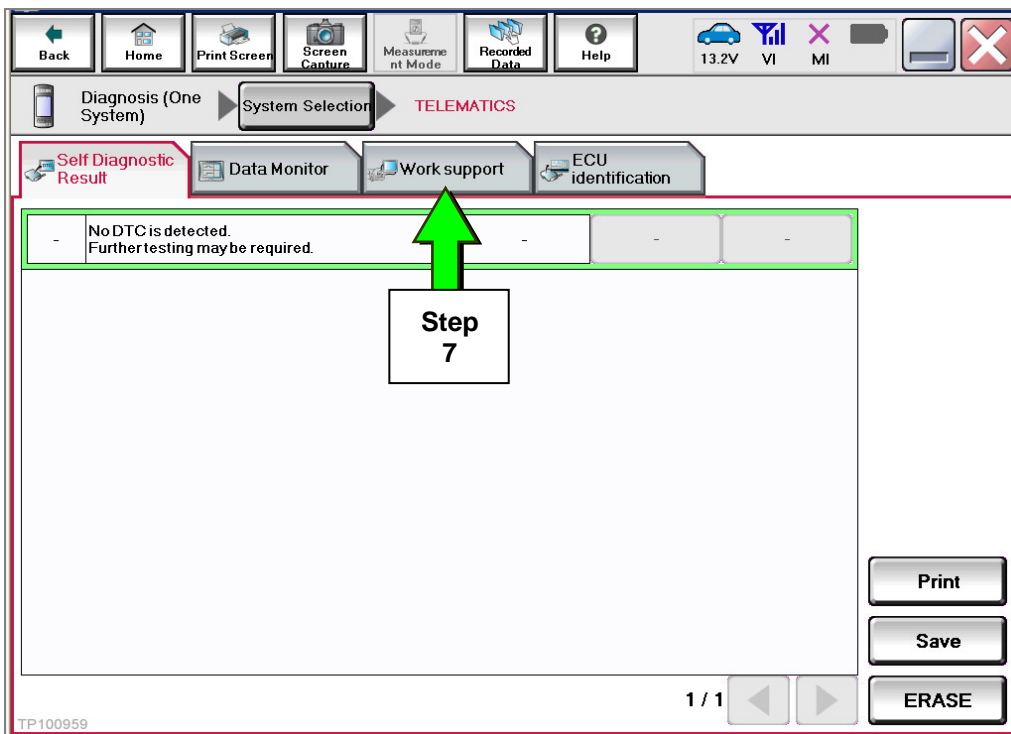 Back
Home
Print Screen
Screen
Capture
Measureme
nt Mode
Recorded
Data
?
Help
13.2V
VI
MI
Diagnosis (One
System)
System Selection
TELEMATICS
Self Diagnostic
Result
Data Monitor
Work support
ECU
identification
-
No DTC is detected.
Further testing may be required.
-
-
-
Step
7
Print
Save
1 / 1
ERASE
TP100959